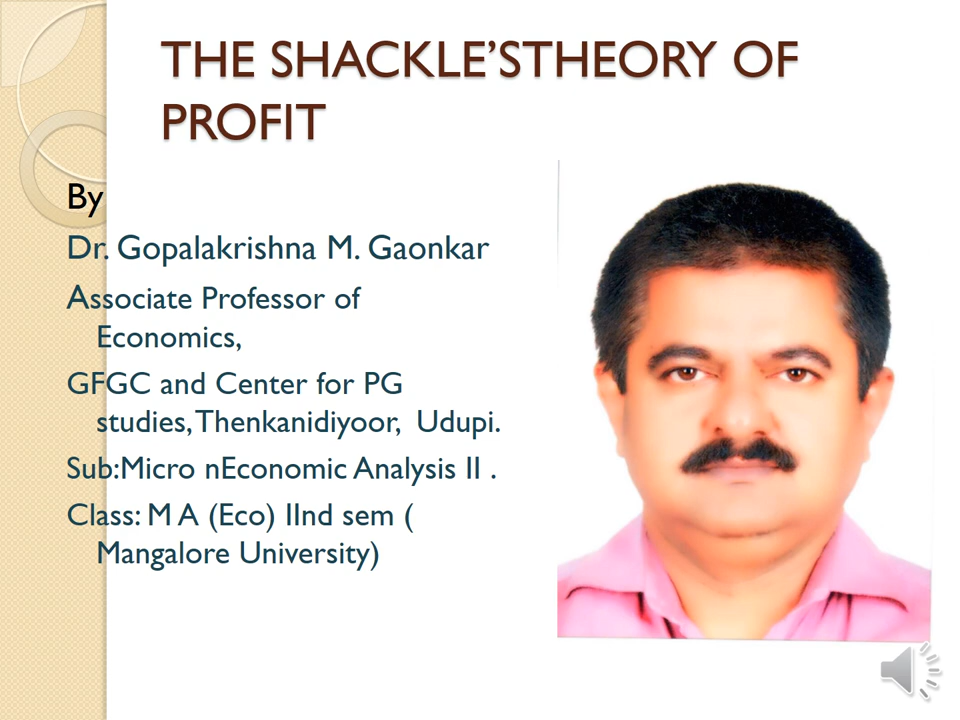 THE SHACKLE’STHEORY OF
PROFIT
By
Dr. Gopalakrishna M. Gaonkar
Associate Professor of
Economics,
GFGC and Center for PG
studies, Thenkanidiyoor, Udupi.
Sub:Micro nEconomic Analysis II .
Class: M A (Eco) IInd sem (
Mangalore University)